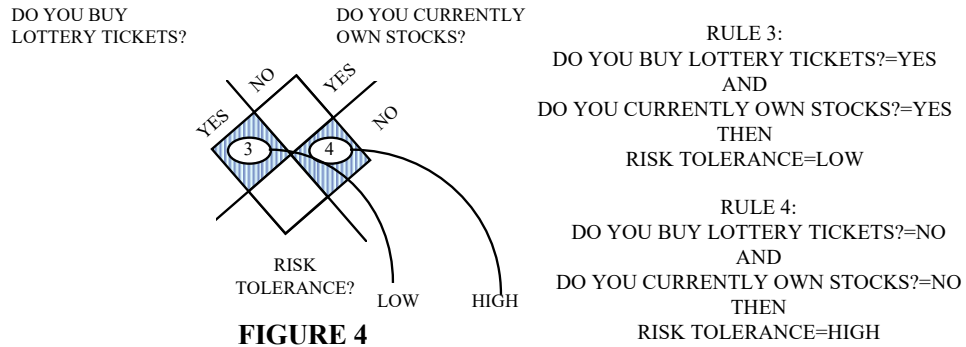 DO YOU BUY
LOTTERY TICKETS?
DO YOU CURRENTLY
OWN STOCKS?
YES
NO
YES
NO
3
4
RISK
TOLERANCE?
LOW
HIGH
FIGURE 4
RULE 3:
DO YOU BUY LOTTERY TICKETS?=YES
AND
DO YOU CURRENTLY OWN STOCKS?=YES
THEN
RISK TOLERANCE=LOW
RULE 4:
DO YOU BUY LOTTERY TICKETS?=NO
AND
DO YOU CURRENTLY OWN STOCKS?=NO
THEN
RISK TOLERANCE=HIGH